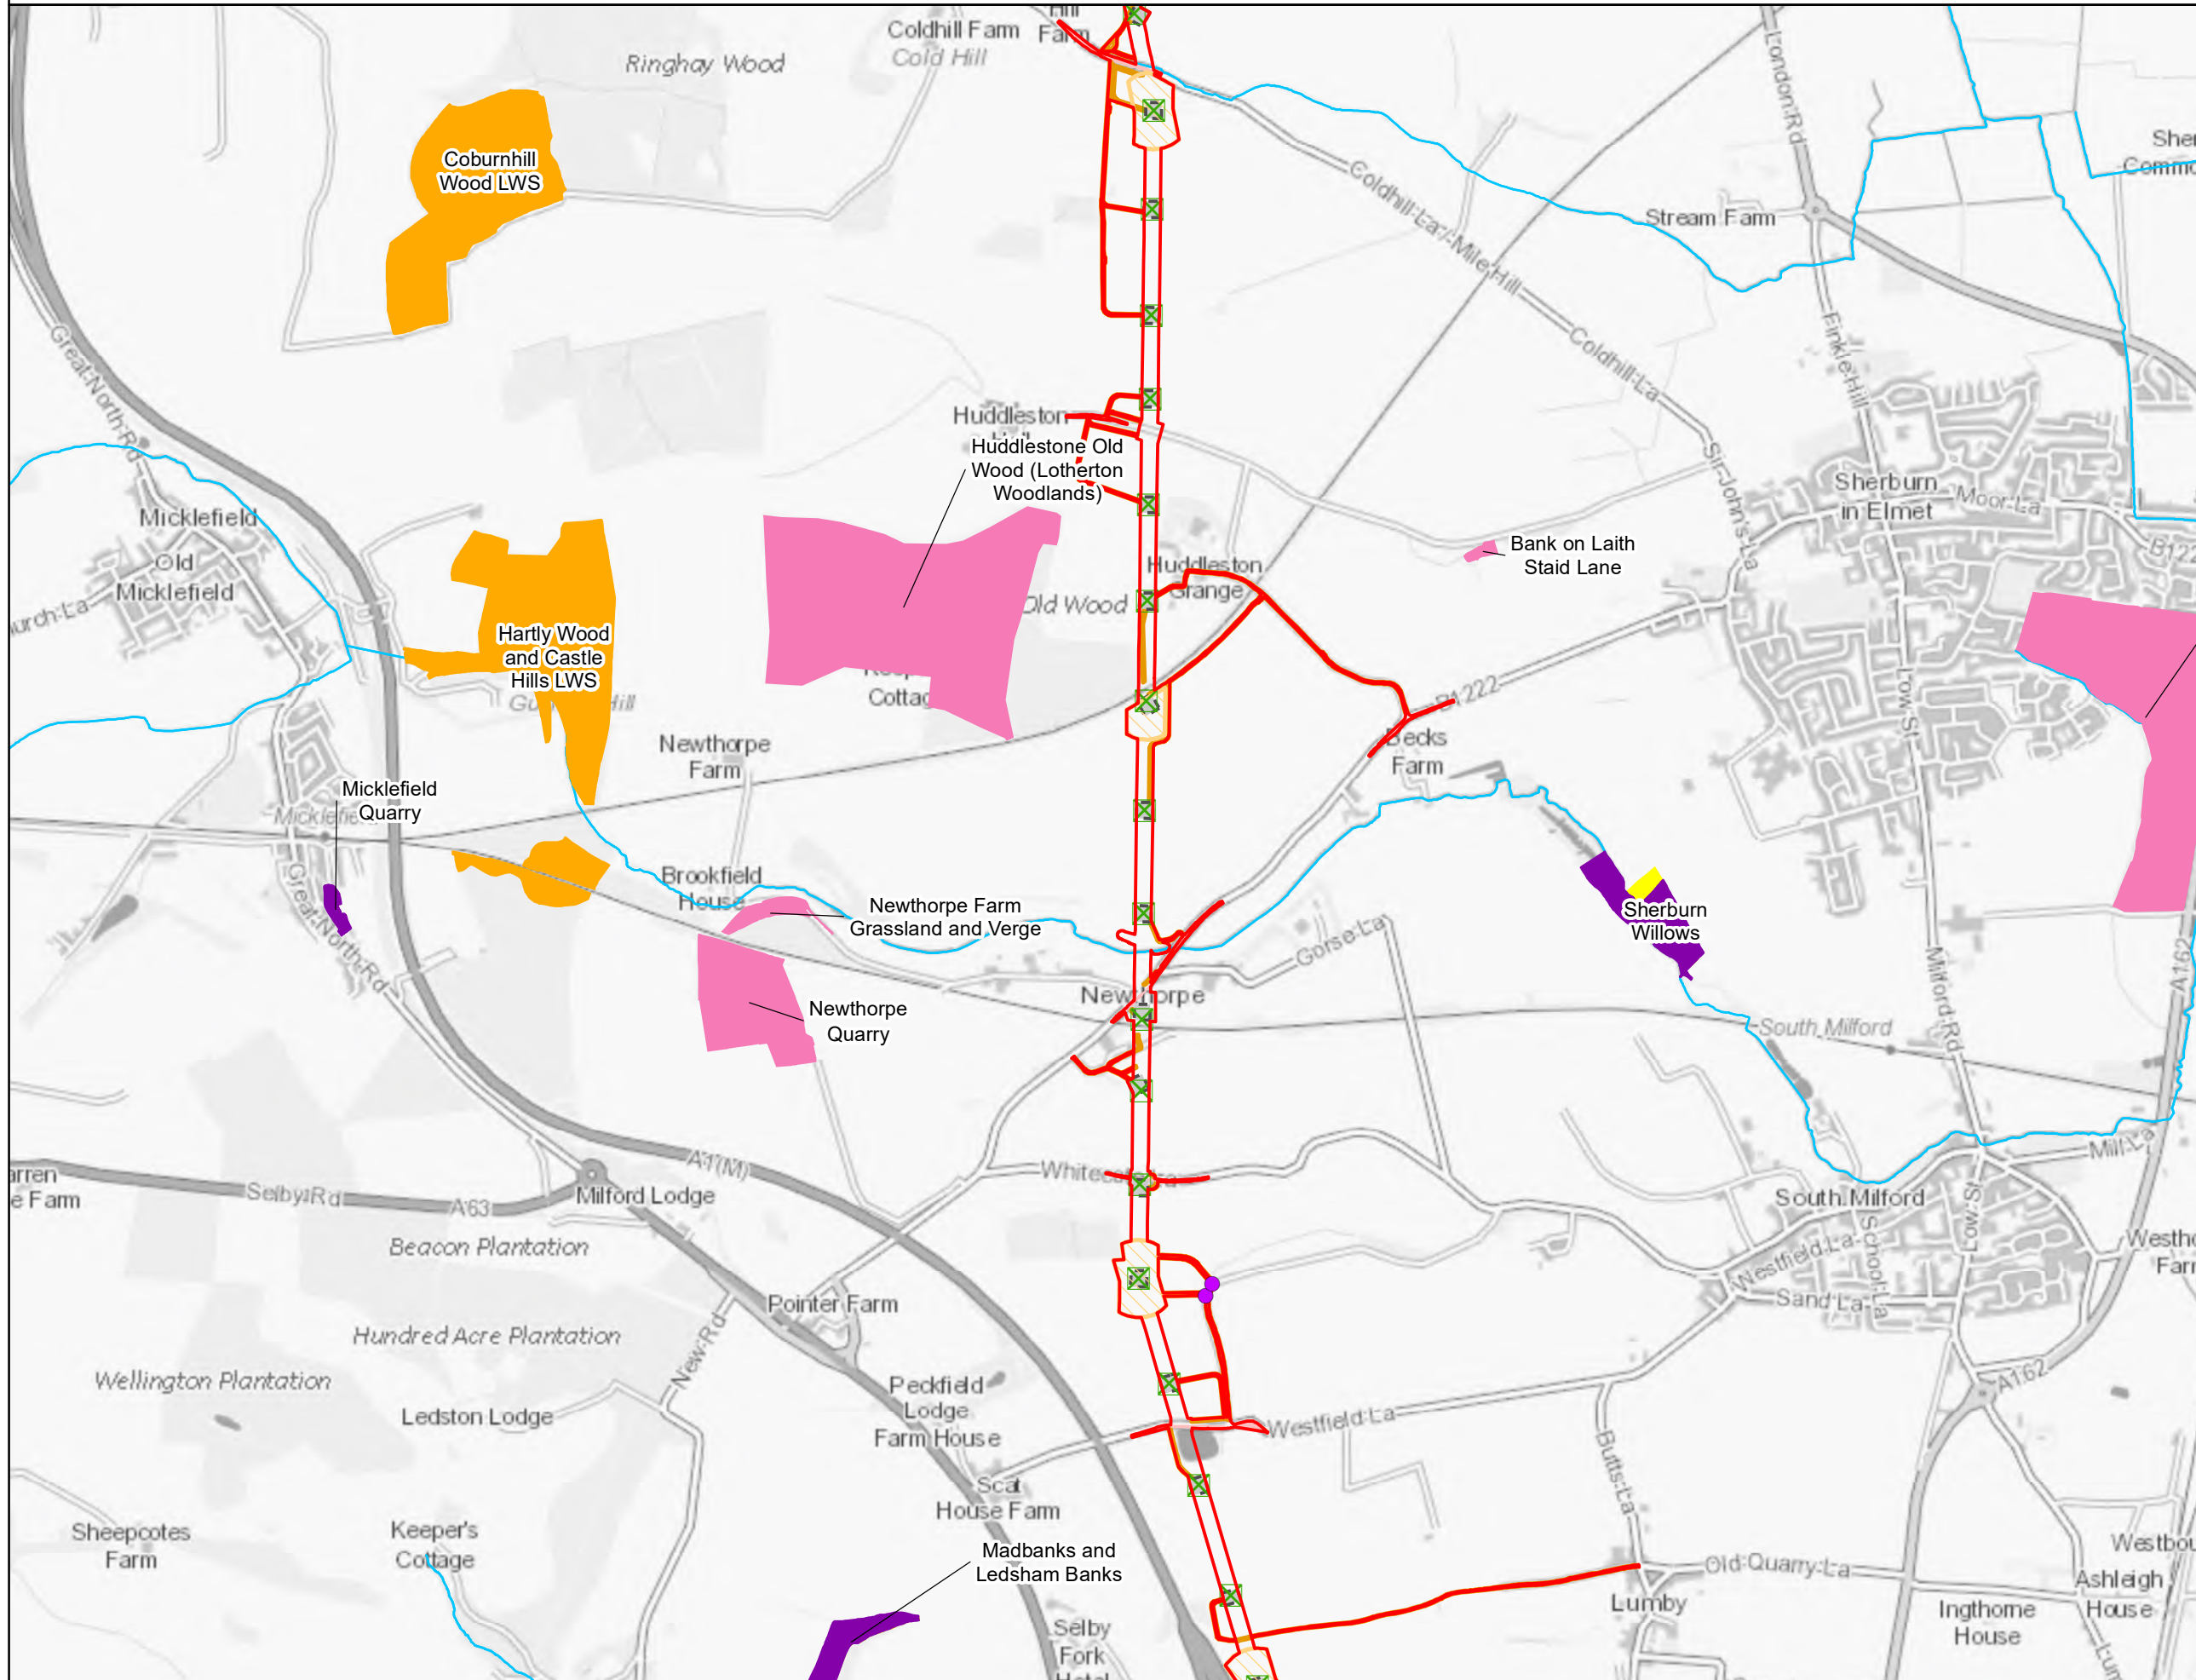 Coldhill Farm
Cold Hill
Farm
Ringhay Wood
London Rd
Coburnhill
Wood LWS
Coldhill La / Mile Hill
Stream Farm
Coldhill La
Finkle Hill
Great North Rd
Huddleston
Huddlestone Old
Wood (Lotherton
Woodlands)
Sir John's La
Sherburn
in Elmet
Moor La
Micklefield
Old
Micklefield
Bank on Laith
Staid Lane
Huddleston
Grange
Old Wood
Hartly Wood
and Castle
Hills LWS
Cottag
B1222
Low St
Newthorpe
Farm
Becks
Farm
Micklefield
Quarry
Brookfield
House
Newthorpe Farm
Grassland and Verge
Sherburn
Willows
Great North Rd
Gorse La
Milford Rd
A162
Newthorpe
Newthorpe
Quarry
South Milford
Mill La
A1(M)
Selby Rd
A63
Milford Lodge
South Milford
Low St
School La
Westfield La
Sand La
Beacon Plantation
Pointer Farm
Hundred Acre Plantation
New Rd
Wellington Plantation
Peckfield
Lodge
Farm House
Ledston Lodge
A162
Westfield La
Butts La
Scat
House Farm
Sheepcotes
Farm
Keeper's
Cottage
Madbanks and
Ledsham Banks
Old Quarry La
Lumby
Ashleigh
House
Ingthorne
House
Selby
Fork